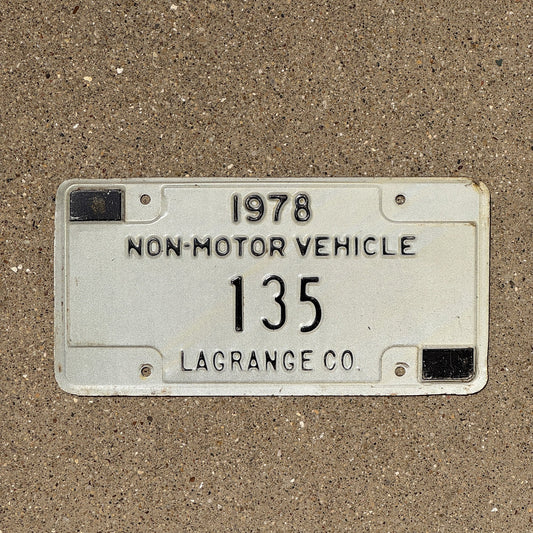 1978
NON-MOTOR VEHICLE
135
LAGRANGE CO.